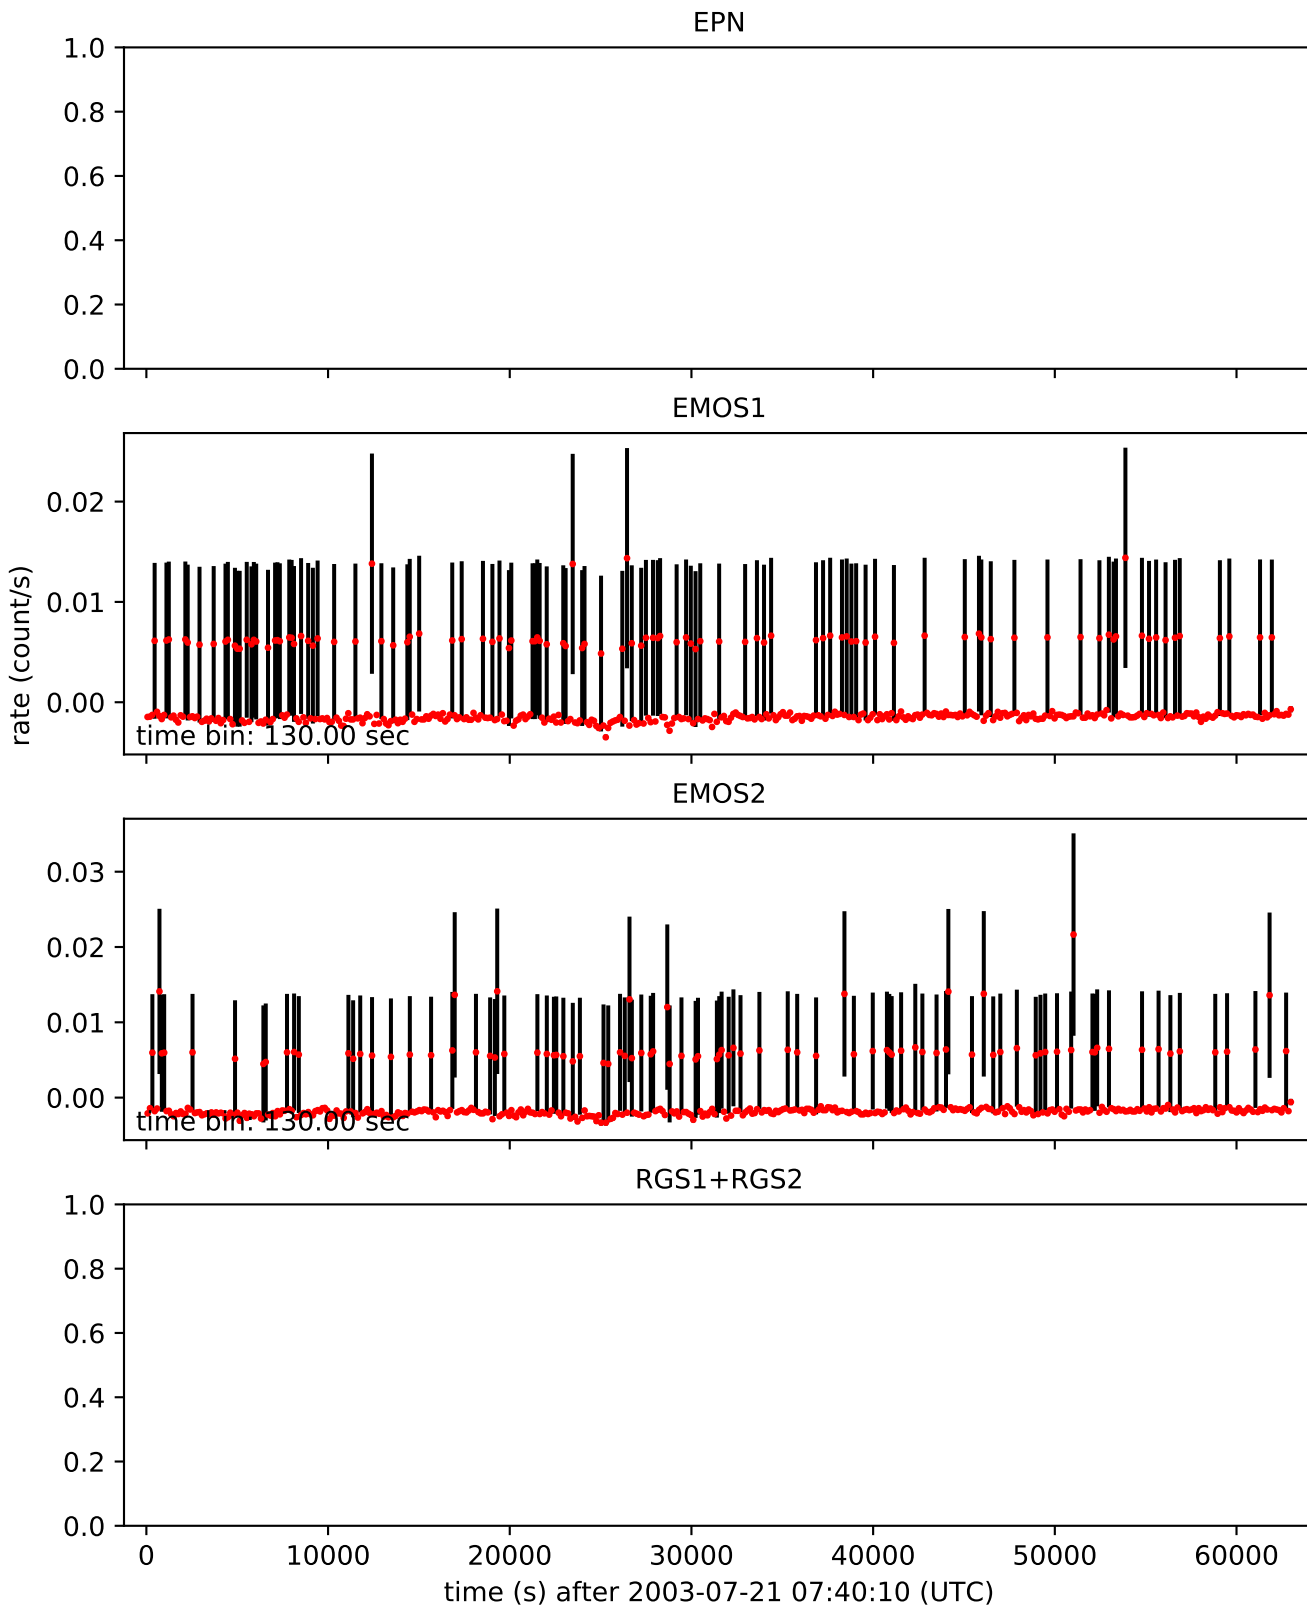 EPN
1.0
0.8
0.6
0.4
0.2
0.0
EMOS1
0.02
0.01
0.00
rate (count/s)
time bin: 130.00 sec
EMOS2
0.03
0.02
0.01
0.00
time bin: 130.00 sec
RGS1+RGS2
1.0
0.8
0.6
0.4
0.2
0.0
0 10000 20000 30000 40000 50000 60000
time (s) after 2003-07-21 07:40:10 (UTC)